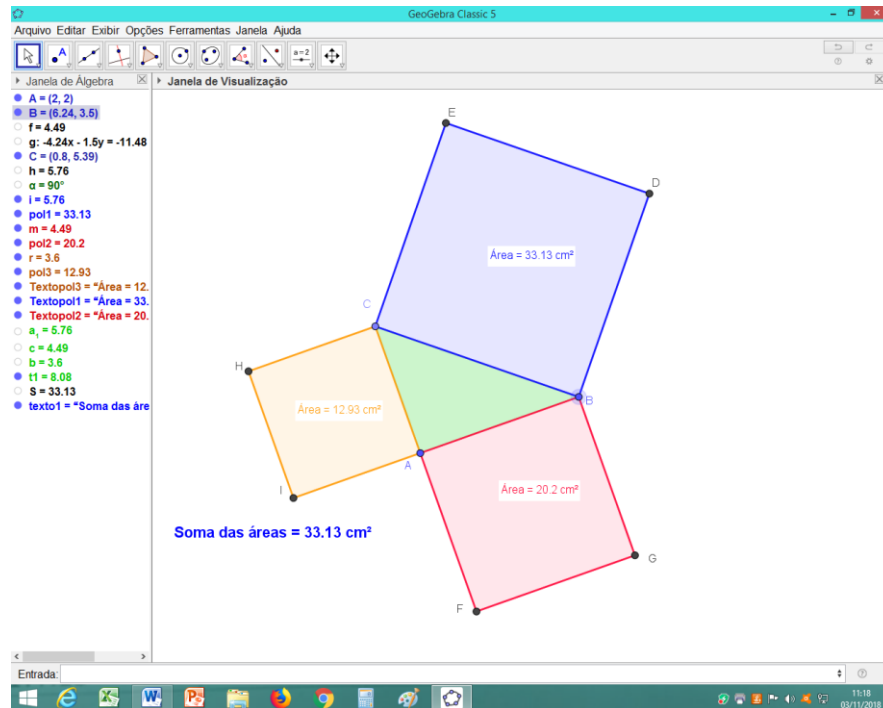 GeoGebra Classic 5
Arquivo Editar Exibir Opções Ferramentas Janela Ajuda
A
a=2
Janela de Álgebra
Janela de Visualização
A = (2, 2)
B = (6.24, 3.5)
f = 4.49
g: -4.24x - 1.5y = -11.48
C = (0.8, 5.39)
h = 5.76
α = 90°
i = 5.76
pol1 = 33.13
m = 4.49
pol2 = 20.2
r = 3.6
pol3 = 12.93
Textopol3 = "Área = 12.
Textopol1 = "Área = 33.
Textopol2 = "Área = 20.
a₁ = 5.76
c = 4.49
b = 3.6
t1 = 8.08
S = 33.13
texto1 = "Soma das áre
E
D
Área = 33.13 cm²
C
H
B
Área = 12.93 cm²
A
I
Área = 20.2 cm²
Soma das áreas = 33.13 cm²
G
F
Entrada:
11:18
03/11/2018